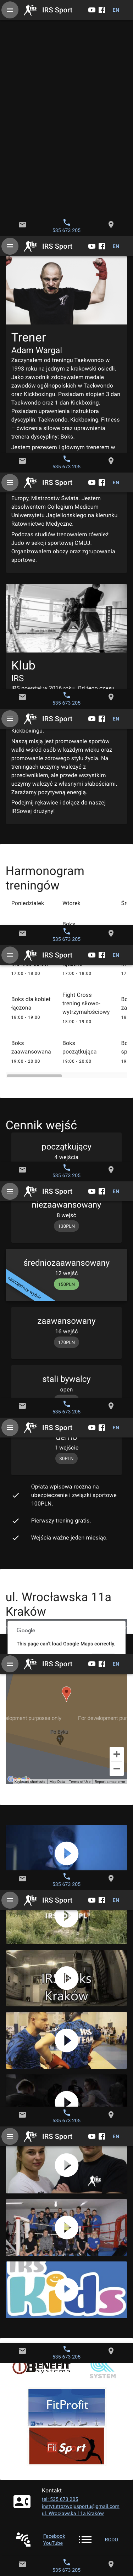 IRS Sport
EN
535 673 205
IRS Sport
EN
Trener
Adam Wargal
Zaczynałem od treningu Taekwondo w
1993 roku na jednym z krakowski osiedli.
Jako zawodnik zdobywałem medale
zawodów ogólnopolskich w Taekwondo
oraz Kickboxingu. Posiadam stopień 3 dan
Taekwondo, oraz 1 dan Kickboxing.
Posiadam uprawnienia Instruktora
dyscyplin: Taekwondo, Kickboxing, Fitness
– ćwiczenia siłowe oraz uprawnienia
trenera dyscypliny: Boks.
Jestem prezesem i głównym trenerem w
535 673 205
IRS Sport
EN
Europy, Mistrzostw Świata. Jestem
absolwentem Collegium Medicum
Uniwersytetu Jagiellońskiego na kierunku
Ratownictwo Medyczne.
Podczas studiów trenowałem również
Judo w sekcji sportowej CMUJ.
Organizowałem obozy oraz zgrupowania
sportowe.
Klub
IRS
IRS powstał w 2016 roku. Od tego czasu
535 673 205
IRS Sport
EN
Kickboxingu.
Naszą misją jest promowanie sportów
walki wśród osób w każdym wieku oraz
promowanie zdrowego stylu życia. Na
treningach uczymy walczyć z
przeciwnikiem, ale przede wszystkim
uczymy walczyć z własnymi słabościami.
Zarażamy pozytywną energią.
Podejmij rękawice i dołącz do naszej
IRSowej drużyny!
Harmonogram
treningów
Poniedziałek Wtorek Śr
Boks
535 673 205
IRS Sport
EN
17:00 - 18:00 17:00 - 18:00 17:
Boks dla kobiet
łączona
18:00 - 19:00
Fight Cross
trening siłowo-
wytrzymałościowy
18:00 - 19:00
Boks
zaawansowana
19:00 - 20:00
Boks
początkująca
19:00 - 20:00
Cennik wejść
początkujący
4 wejścia
535 673 205
IRS Sport
EN
niezaawansowany
8 wejść
130PLN
średniozaawansowany
12 wejść
150PLN
najczęstszy wybór
zaawansowany
16 wejść
170PLN
stali bywalcy
open
535 673 205
IRS Sport
EN
demo
1 wejście
30PLN
Opłata wpisowa roczna na
ubezpieczenie i związki sportowe
100PLN.
Pierwszy trening gratis.
Wejścia ważne jeden miesiąc.
ul. Wrocławska 11a
Kraków
Google
This page can't load Google Maps correctly.
535 673 205
IRS Sport
EN
elopment purposes only
For development pur
Keyboard shortcuts
Map Data
Terms of Use
Report a map error
535 673 205
IRS Sport
EN
IRS Boks
Kraków
535 673 205
IRS Sport
EN
IRS
Kids
535 673 205
BENEFIT
Systems
SYSTEM
FitProfit
Fit Sport
Kontakt
tel: 535 673 205
instytutrozwojusportu@gmail.com
ul. Wrocławska 11a Kraków
Facebook
YouTube
RODO
535 673 205